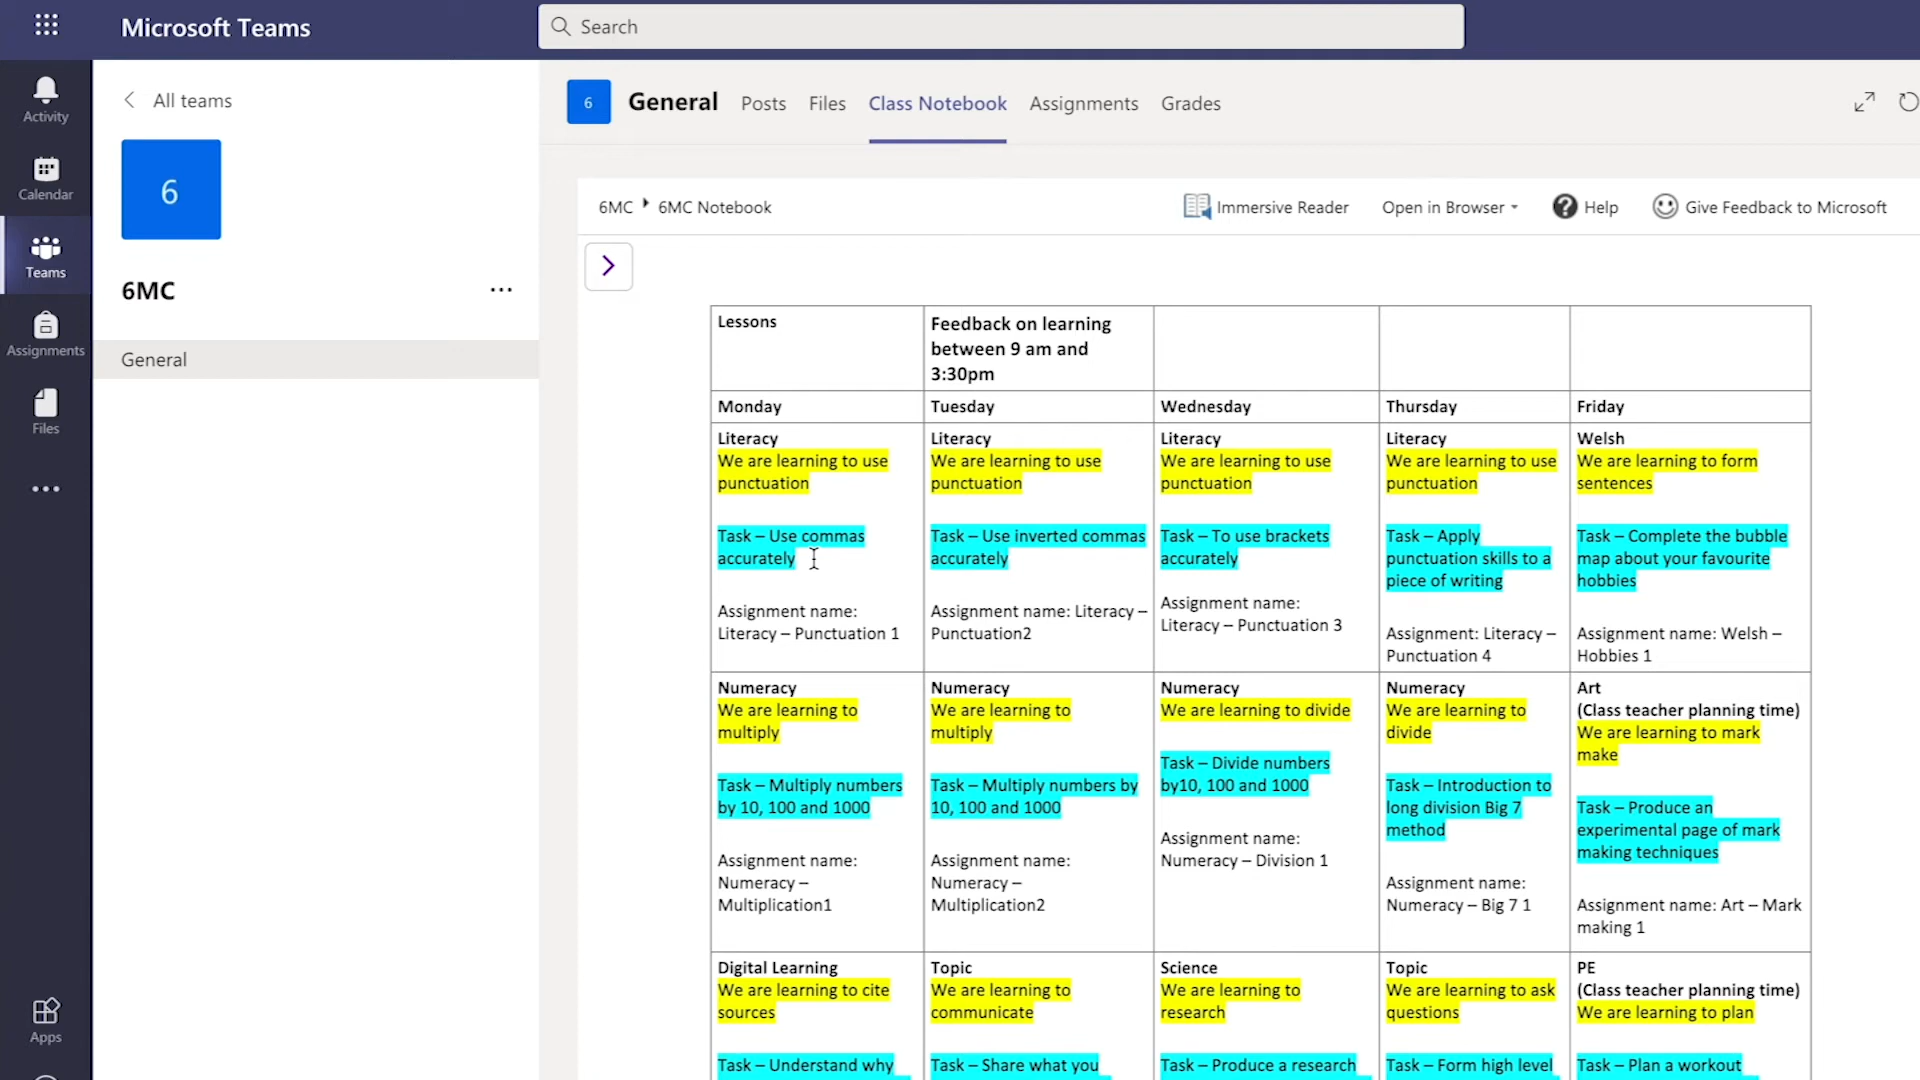 Microsoft Teams
Search
Activity
Calendar
Teams
Assignments
Files
Apps
All teams
6
6MC
General
6
General
Posts
Files
Class Notebook
Assignments
Grades
6MC
6MC Notebook
Immersive Reader
Open in Browser
Help
Give Feedback to Microsoft
Lessons
Feedback on learning
between 9 am and
3:30pm
Monday
Tuesday
Wednesday
Thursday
Friday
Literacy
We are learning to use
punctuation
Task – Use commas
accurately
Assignment name:
Literacy – Punctuation 1
Literacy
We are learning to use
punctuation
Task – Use inverted commas
accurately
Assignment name: Literacy –
Punctuation2
Literacy
We are learning to use
punctuation
Task – To use brackets
accurately
Assignment name:
Literacy – Punctuation 3
Literacy
We are learning to use
punctuation
Task – Apply
punctuation skills to a
piece of writing
Assignment: Literacy –
Punctuation 4
Welsh
We are learning to form
sentences
Task – Complete the bubble
map about your favourite
hobbies
Assignment name: Welsh –
Hobbies 1
Numeracy
We are learning to
multiply
Task – Multiply numbers
by 10, 100 and 1000
Assignment name:
Numeracy –
Multiplication1
Numeracy
We are learning to
multiply
Task – Multiply numbers by
10, 100 and 1000
Assignment name:
Numeracy –
Multiplication2
Numeracy
We are learning to divide
Task – Divide numbers
by10, 100 and 1000
Assignment name:
Numeracy – Division 1
Numeracy
We are learning to
divide
Task – Introduction to
long division Big 7
method
Assignment name:
Numeracy – Big 7 1
Art
(Class teacher planning time)
We are learning to mark
make
Task – Produce an
experimental page of mark
making techniques
Assignment name: Art – Mark
making 1
Digital Learning
We are learning to cite
sources
Task – Understand why
Topic
We are learning to
communicate
Task – Share what you
Science
We are learning to
research
Task – Produce a research
Topic
We are learning to ask
questions
Task – Form high level
PE
(Class teacher planning time)
We are learning to plan
Task – Plan a workout